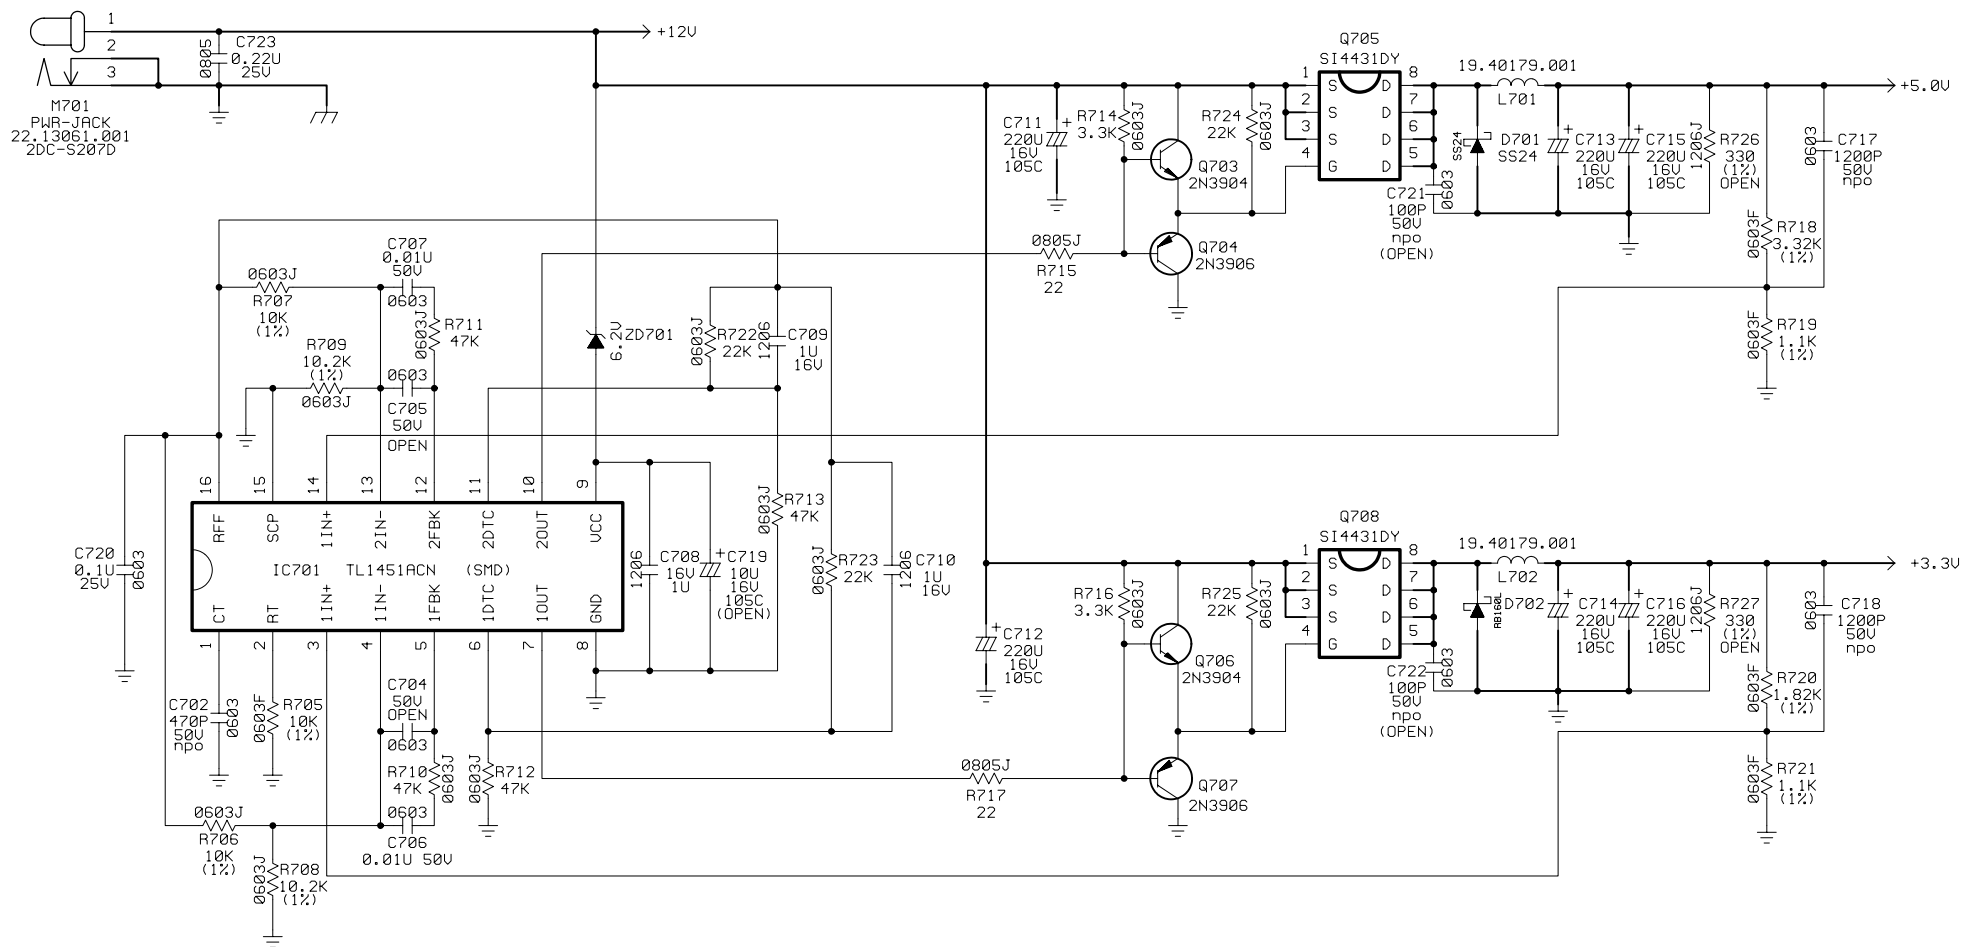 1
2
3
M701
PWR-JACK
22.13061.001
2DC-S207D
0805
C723
0.22U
25V
+12V
C711
220U
16V
105C
R714
3.3K
0603J
Q703
2N3904
R724
22K
0603J
Q705
SI4431DY
1
2
3
4
S
S
S
G
D
D
D
D
8
7
6
5
19.40179.001
L701
+5.0V
SS24
D701
SS24
C713
220U
16V
105C
C715
220U
16V
105C
1206J
R726
330
(1%)
OPEN
0603
C717
1200P
50V
npo
C721
0603
100P
50V
npo
(OPEN)
0603F
R718
3.32K
(1%)
0603F
R719
1.1K
(1%)
0805J
R715
22
Q704
2N3906
C707
0.01U
50V
0603
0603J
R707
10K
(1%)
R709
10.2K
(1%)
0603J
0603J
R711
47K
0603
C705
50V
OPEN
6.2V
ZD701
0603J
R722
22K
1206
C709
1U
16V
16
15
14
13
12
11
10
9
RFF
SCP
1IN+
2IN-
2FBK
2DTC
2OUT
VCC
IC701
TL1451ACN
(SMD)
CT
RT
1IN+
1IN-
1FBK
1DTC
1OUT
GND
1
2
3
4
5
6
7
8
C720
0.1U
25V
0603
1206
C708
16V
1U
C719
10U
16V
105C
(OPEN)
0603J
R713
47K
0603J
R723
22K
1206
C710
1U
16V
C702
470P
50V
npo
0603
0603F
R705
10K
(1%)
C704
50V
OPEN
0603
R710
47K
0603J
0603J
R712
47K
0603
C706
0.01U 50V
0603J
R706
10K
(1%)
0603J
R708
10.2K
(1%)
C712
220U
16V
105C
R716
3.3K
0603J
Q706
2N3904
R725
22K
0603J
0805J
R717
22
Q707
2N3906
Q708
SI4431DY
1
2
3
4
S
S
S
G
D
D
D
D
8
7
6
5
19.40179.001
L702
+3.3V
RB160L
D702
C714
220U
16V
105C
C716
220U
16V
105C
1206J
R727
330
(1%)
OPEN
0603
C718
1200P
50V
npo
C722
0603
100P
50V
npo
(OPEN)
0603F
R720
1.82K
(1%)
0603F
R721
1.1K
(1%)